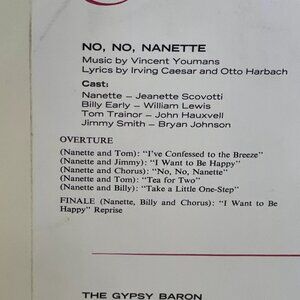 NO, NO, NANETTE
Music by Vincent Youmans
Lyrics by Irving Caesar and Otto Harbach
Cast:
Nanette – Jeanette Scovotti
Billy Early – William Lewis
Tom Trainor – John Hauxvell
Jimmy Smith – Bryan Johnson
OVERTURE
(Nanette and Tom): "I've Confessed to the Breeze"
(Nanette and Jimmy): "I Want to Be Happy"
(Nanette and Chorus): "No, No, Nanette"
(Nanette and Tom): "Tea for Two"
(Nanette and Billy): "Take a Little One-Step"
FINALE (Nanette, Billy and Chorus): "I Want to Be
Happy" Reprise
THE GYPSY BARON